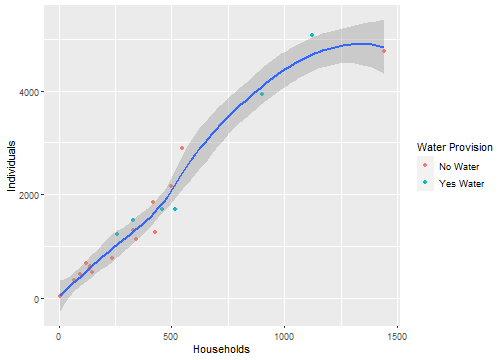 4000
2000
0
Individuals
0
500
1000
1500
Households
Water Provision
No Water
Yes Water